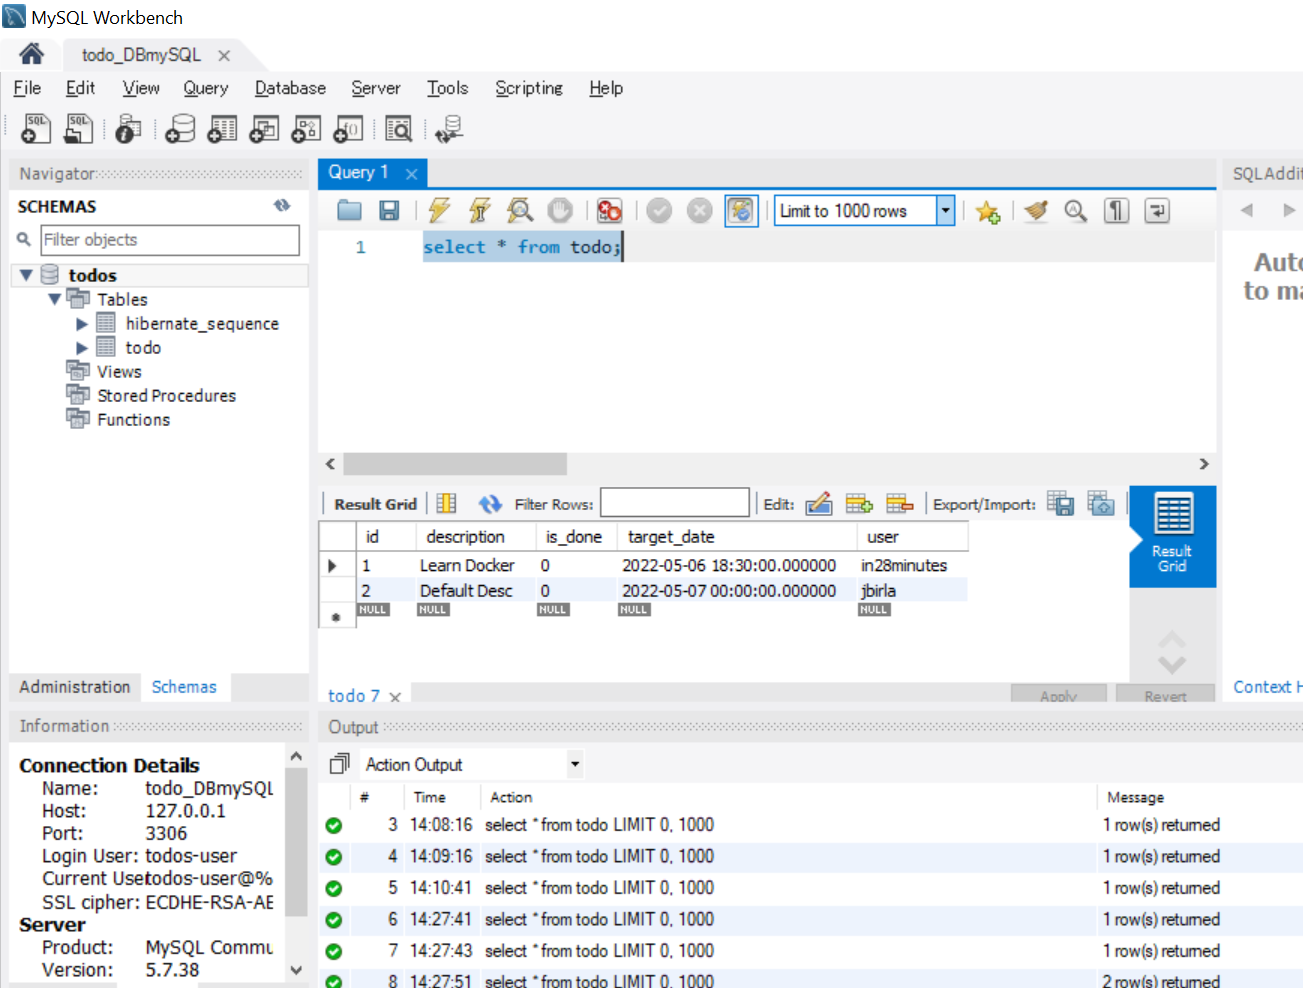 MySQL Workbench
todo_DBmySQL
File Edit View Query Database Server Tools Scripting Help
Navigator
SCHEMAS
Filter objects
todos
Tables
hibernate_sequence
todo
Views
Stored Procedures
Functions
Administration Schemas
Information
Connection Details
Name: todo_DBmySQL
Host: 127.0.0.1
Port: 3306
Login User: todos-user
Current User: todos-user@%
SSL cipher: ECDHE-RSA-AE
Server
Product: MySQL Commu
Version: 5.7.38
Query 1
Limit to 1000 rows
1 select * from todo;
Result Grid Filter Rows: Edit: Export/Import:
id description is_done target_date user
1 Learn Docker 0 2022-05-06 18:30:00.000000 in28minutes
2 Default Desc 0 2022-05-07 00:00:00.000000 jbirla
NULL NULL NULL NULL NULL
Result
Grid
todo 7
Apply Revert
SQLAddit
Auto
to ma
Context H
Output
Action Output
# Time Action Message
3 14:08:16 select * from todo LIMIT 0, 1000 1 row(s) returned
4 14:09:16 select * from todo LIMIT 0, 1000 1 row(s) returned
5 14:10:41 select * from todo LIMIT 0, 1000 1 row(s) returned
6 14:27:41 select * from todo LIMIT 0, 1000 1 row(s) returned
7 14:27:43 select * from todo LIMIT 0, 1000 1 row(s) returned
8 14:27:51 select * from todo LIMIT 0, 1000 2 row(s) returned